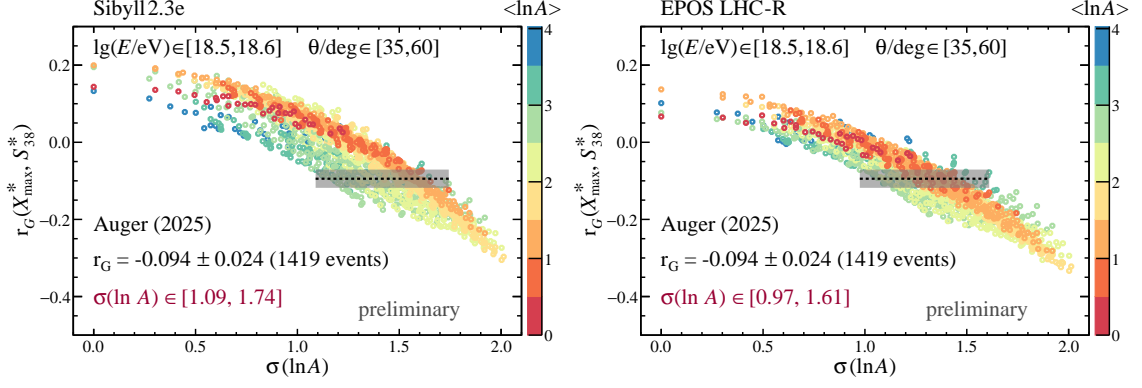 Sibyll2.3e
<lnA>
lg(E/eV)∈[18.5,18.6] θ/deg∈[35,60]
0.2
0.0
−0.2
−0.4
r_G(X*_max, S*_38)
Auger (2025)
r_G = -0.094 ± 0.024 (1419 events)
σ(ln A) ∈ [1.09, 1.74]
preliminary
0.0 0.5 1.0 1.5 2.0
σ(lnA)
4
3
2
1
0
EPOS LHC-R
<lnA>
lg(E/eV)∈[18.5,18.6] θ/deg∈[35,60]
0.2
0.0
−0.2
−0.4
r_G(X*_max, S*_38)
Auger (2025)
r_G = -0.094 ± 0.024 (1419 events)
σ(ln A) ∈ [0.97, 1.61]
preliminary
0.0 0.5 1.0 1.5 2.0
σ(lnA)
4
3
2
1
0